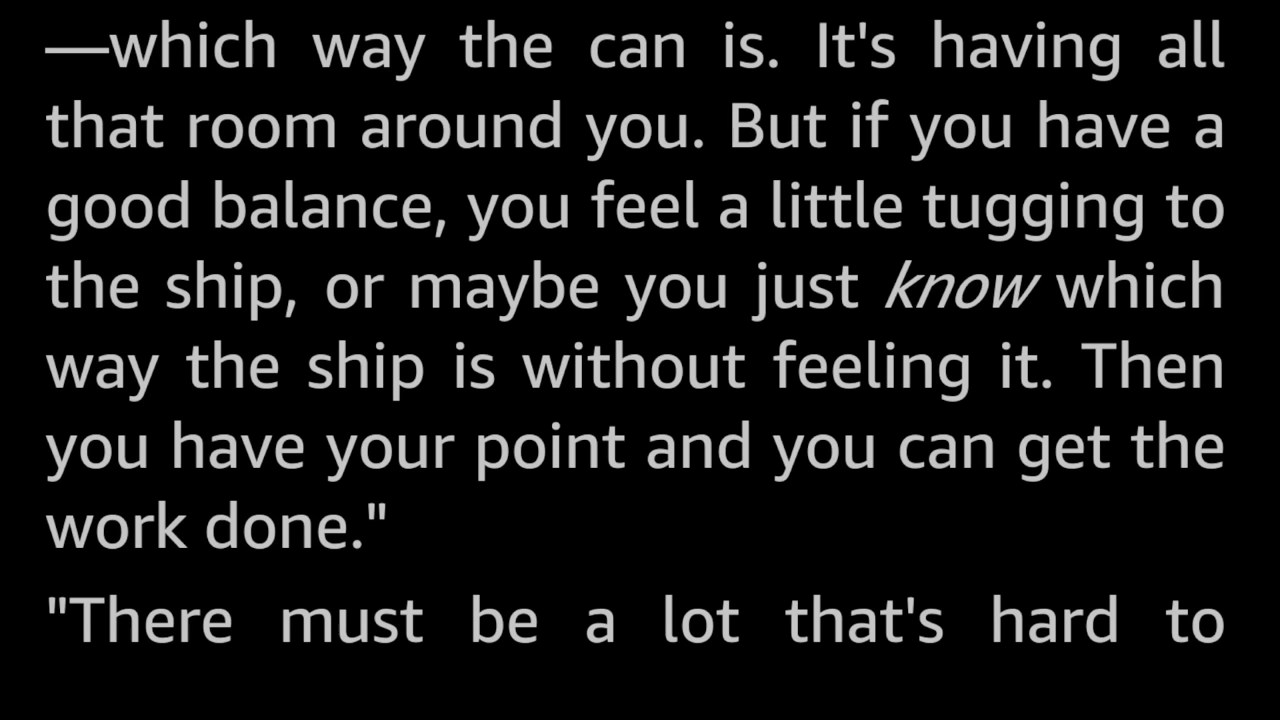 —which way the can is. It's having all
that room around you. But if you have a
good balance, you feel a little tugging to
the ship, or maybe you just know which
way the ship is without feeling it. Then
you have your point and you can get the
work done."
"There must be a lot that's hard to